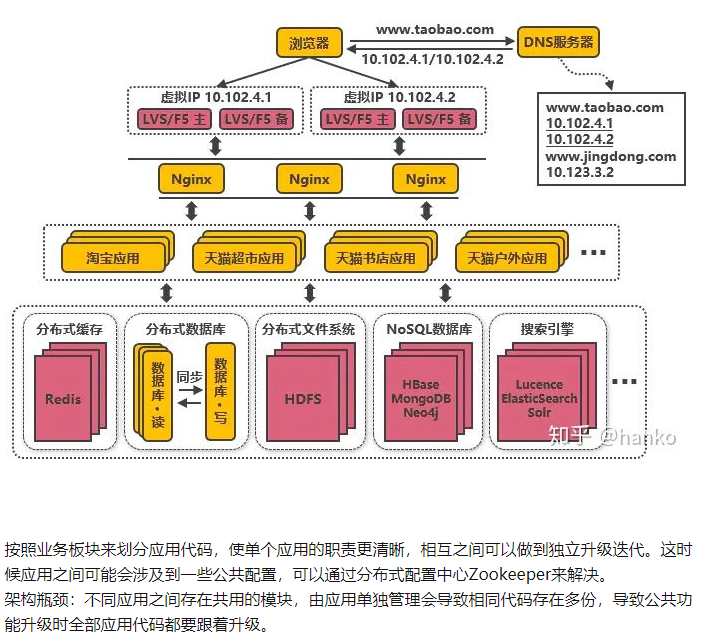 www.taobao.com
浏览器
DNS服务器
10.102.4.1/10.102.4.2
虚拟IP 10.102.4.1
虚拟IP 10.102.4.2
LVS/F5 主
LVS/F5 备
LVS/F5 主
LVS/F5 备
www.taobao.com
10.102.4.1
10.102.4.2
www.jingdong.com
10.123.3.2
Nginx
Nginx
Nginx
淘宝应用
天猫超市应用
天猫书店应用
天猫户外应用
分布式缓存
分布式数据库
分布式文件系统
NoSQL数据库
搜索引擎
Redis
数据库·读
同步
数据库·写
HDFS
HBase
MongoDB
Neo4j
Lucence
ElasticSearch
Solr
知乎 @hanko
按照业务板块来划分应用代码，使单个应用的职责更清晰，相互之间可以做到独立升级迭代。这时
候应用之间可能会涉及到一些公共配置，可以通过分布式配置中心Zookeeper来解决。
架构瓶颈：不同应用之间存在共用的模块，由应用单独管理会导致相同代码存在多份，导致公共功
能升级时全部应用代码都要跟着升级。